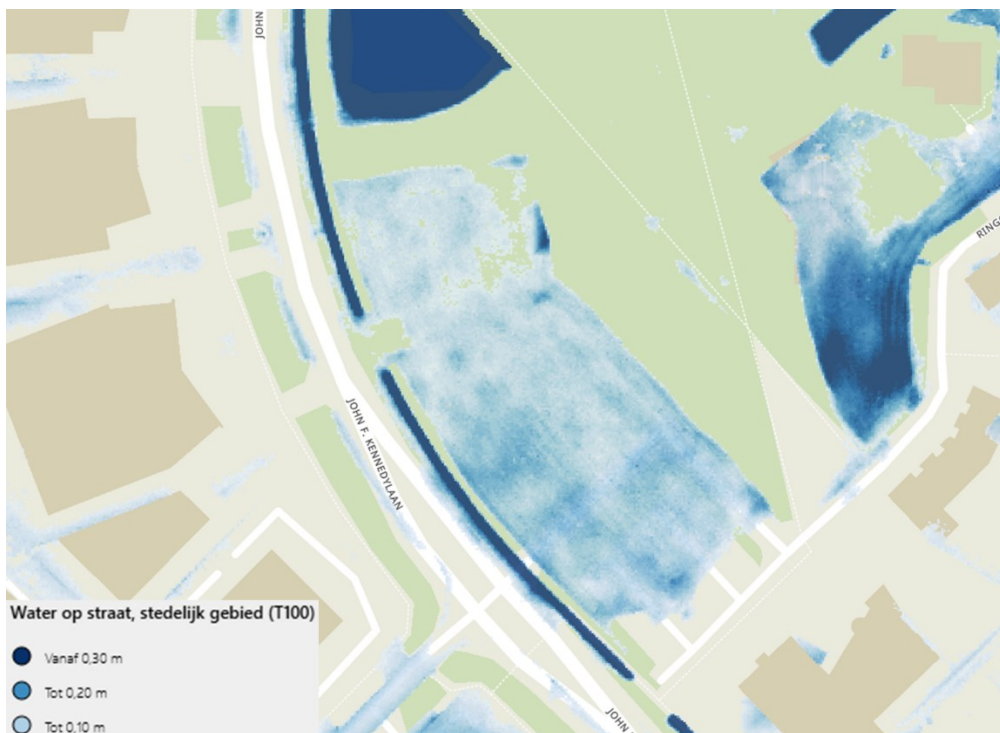 JOHN
RING
JOHN F. KENNEDYLAAN
Water op straat, stedelijk gebied (T100)
Vanaf 0,30 m
Tot 0,20 m
Tot 0,10 m
JOHN